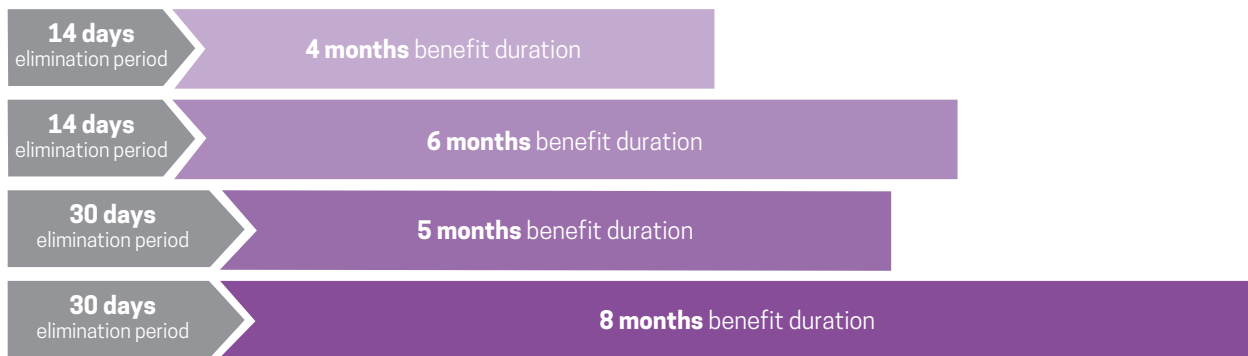 14 days
elimination period
4 months benefit duration
14 days
elimination period
6 months benefit duration
30 days
elimination period
5 months benefit duration
30 days
elimination period
8 months benefit duration